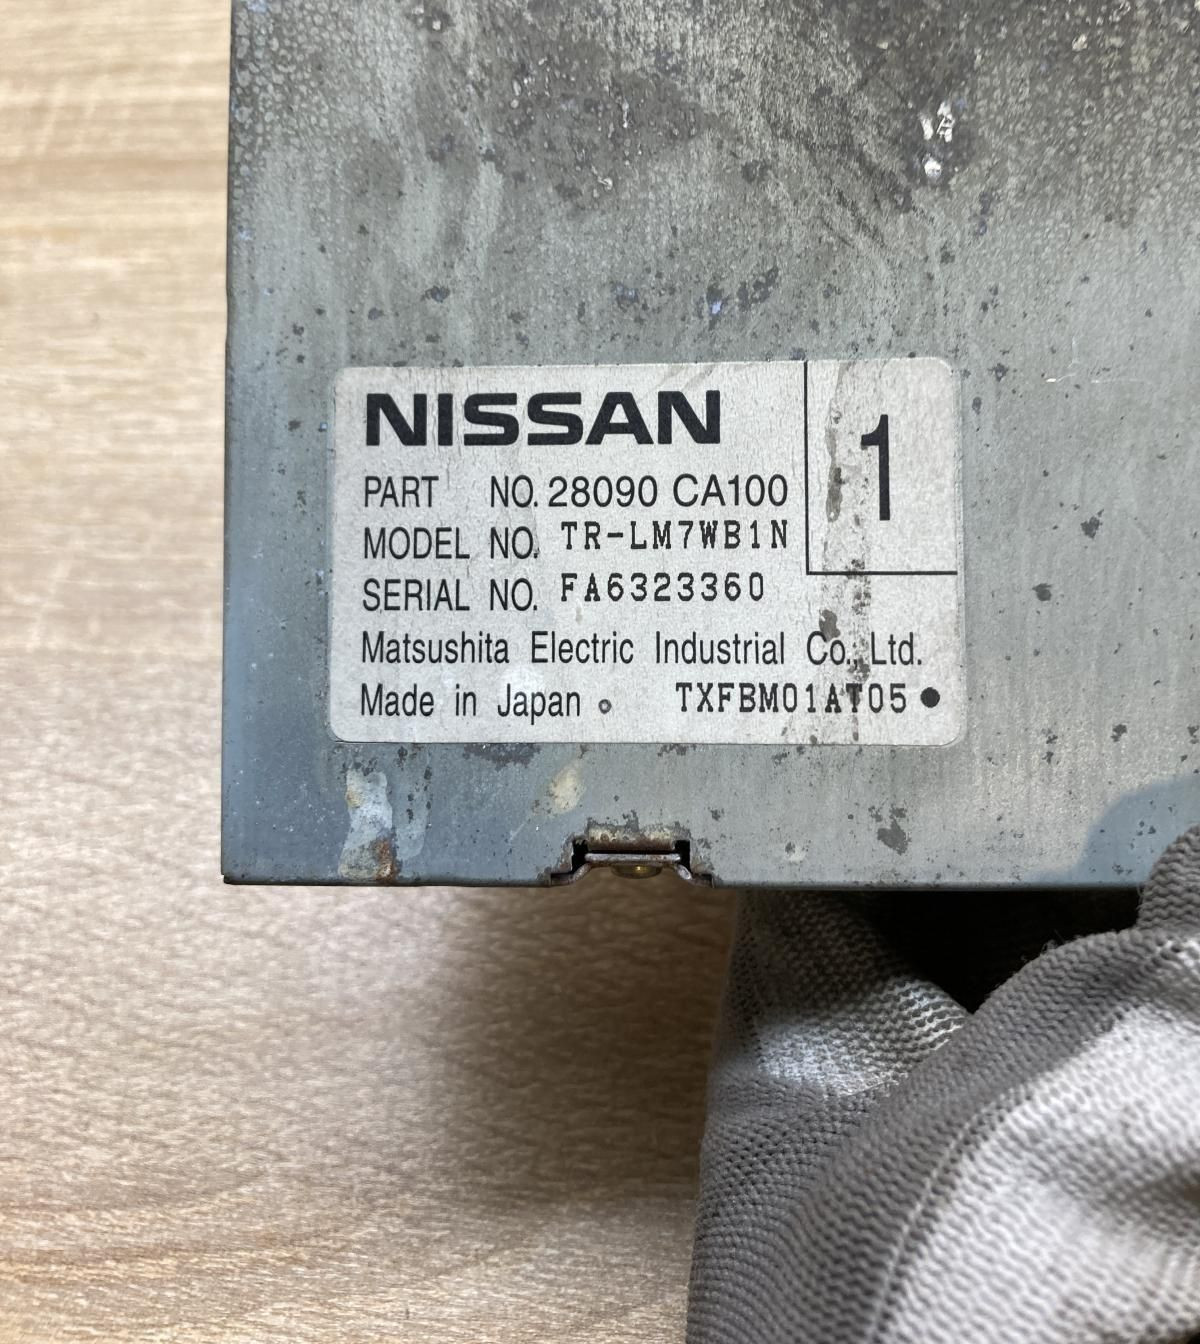 NISSAN
1
PART NO. 28090 CA100
MODEL NO. TR-LM7WB1N
SERIAL NO. FA6323360
Matsushita Electric Industrial Co., Ltd.
Made in Japan TXFBM01AT05